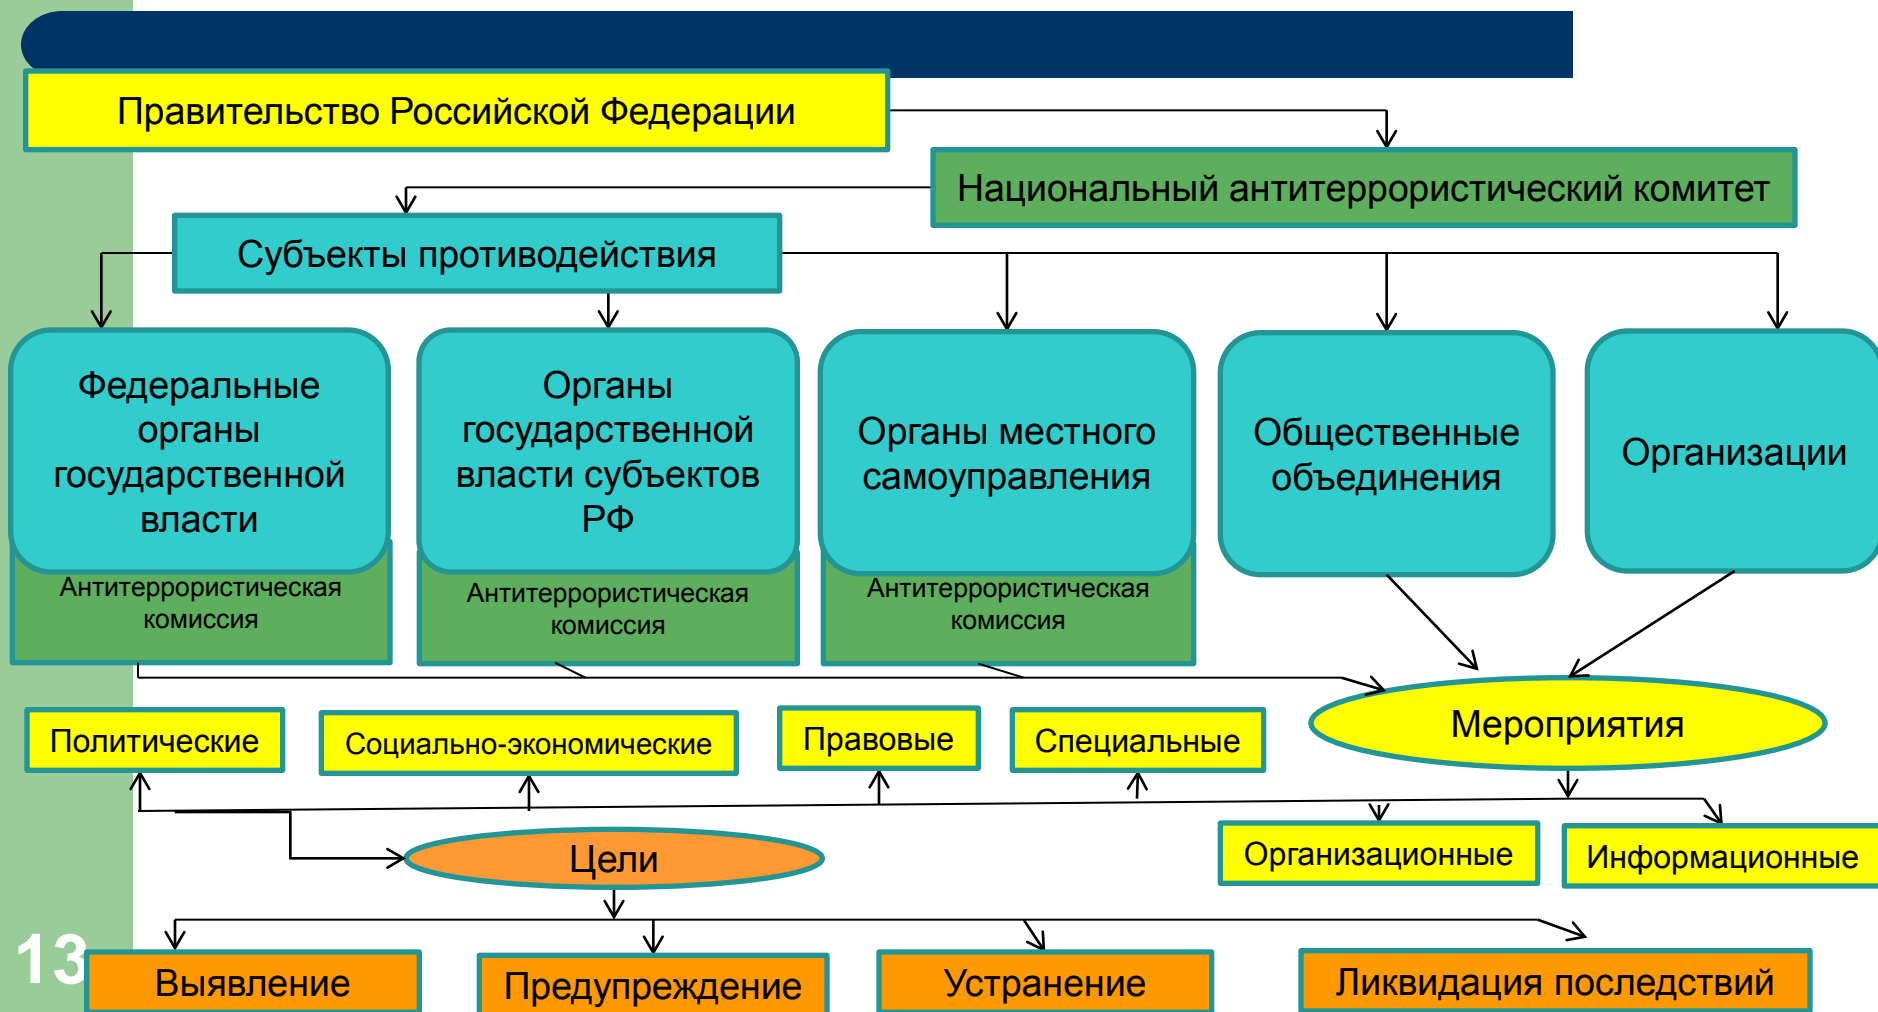 Правительство Российской Федерации
Национальный антитеррористический комитет
Субъекты противодействия
Федеральные
органы
государственной
власти
Антитеррористическая
комиссия
Органы
государственной
власти субъектов
РФ
Антитеррористическая
комиссия
Органы местного
самоуправления
Антитеррористическая
комиссия
Общественные
объединения
Организации
Мероприятия
Политические
Социально-экономические
Правовые
Специальные
Организационные
Информационные
Цели
Выявление
Предупреждение
Устранение
Ликвидация последствий
13